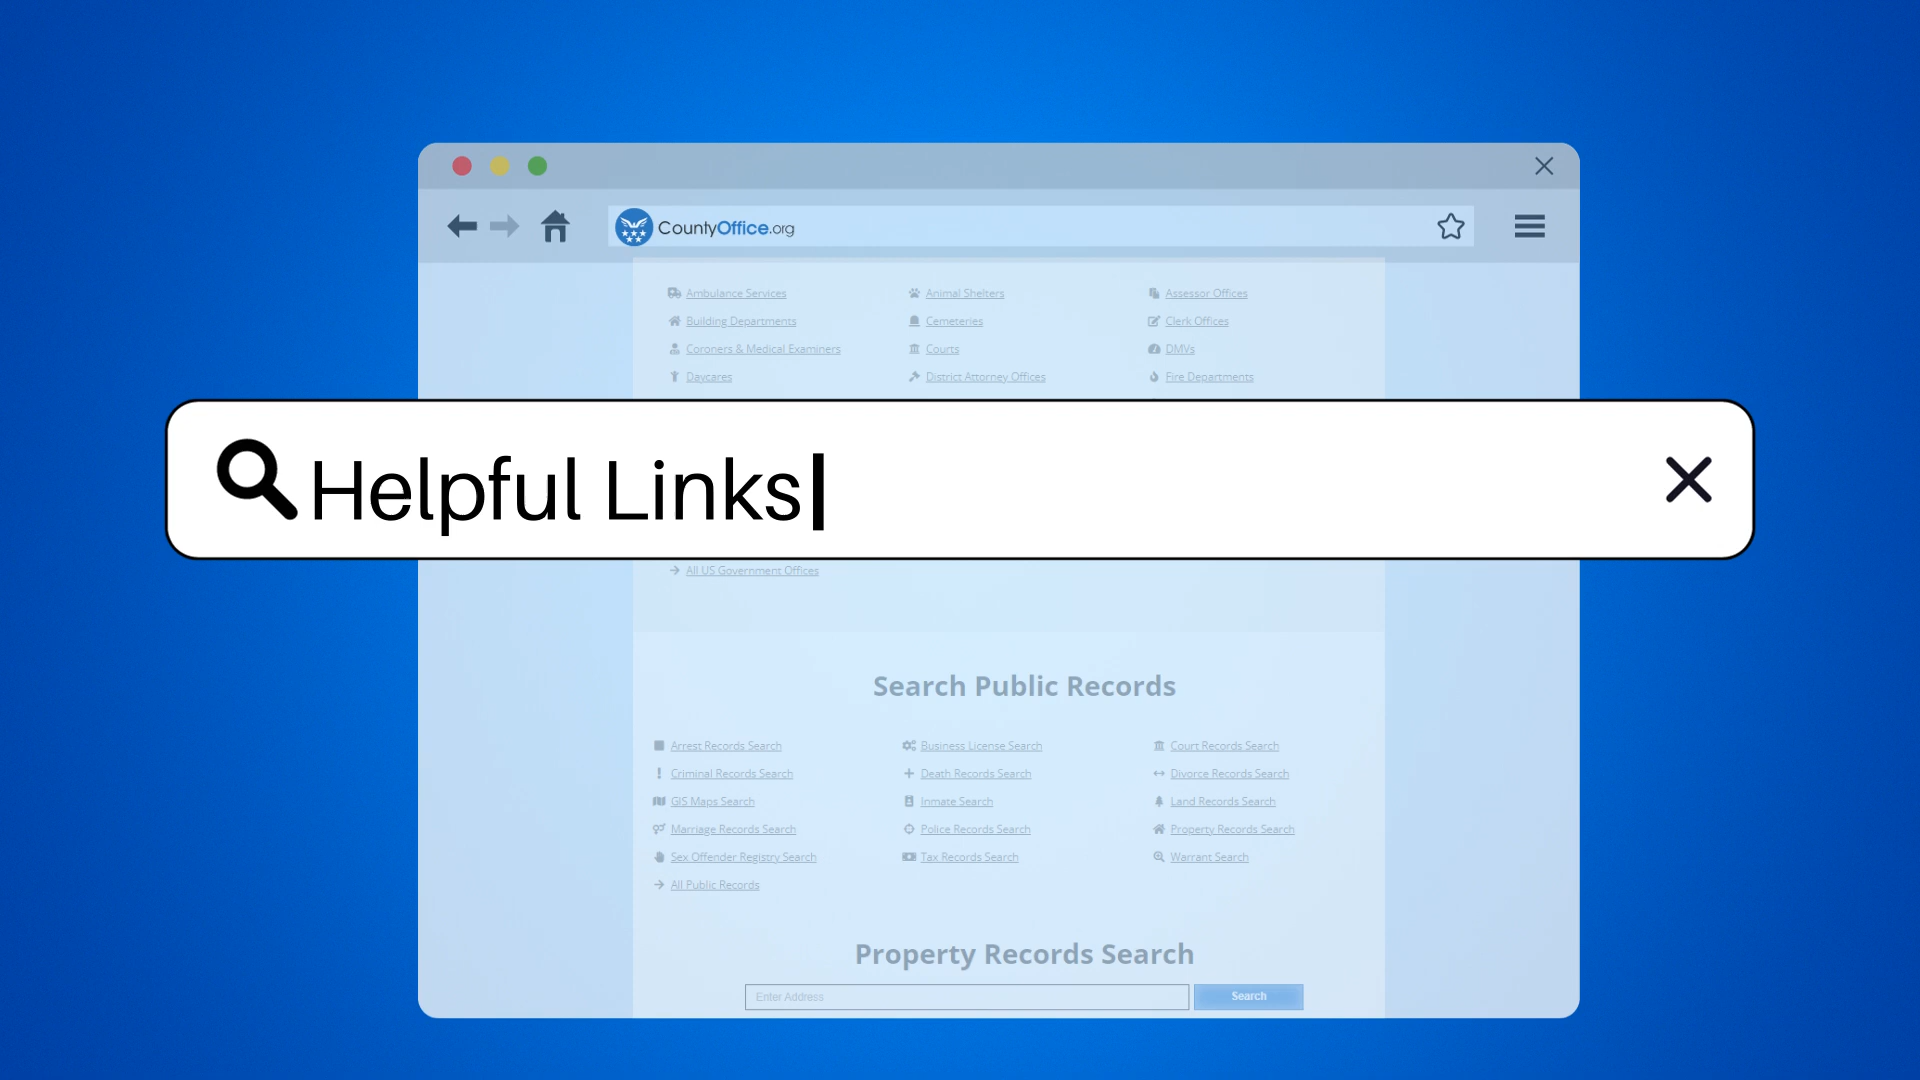 CountyOffice.org
Ambulance Services Animal Shelters Assessor Offices
Building Departments Cemeteries Clerk Offices
Coroners & Medical Examiners Courts DMVs
Daycares District Attorney Offices Fire Departments
Helpful Links
All US Government Offices
Search Public Records
Arrest Records Search Business License Search Court Records Search
Criminal Records Search Death Records Search Divorce Records Search
GIS Maps Search Inmate Search Land Records Search
Marriage Records Search Police Records Search Property Records Search
Sex Offender Registry Search Tax Records Search Warrant Search
All Public Records
Property Records Search
Enter Address Search